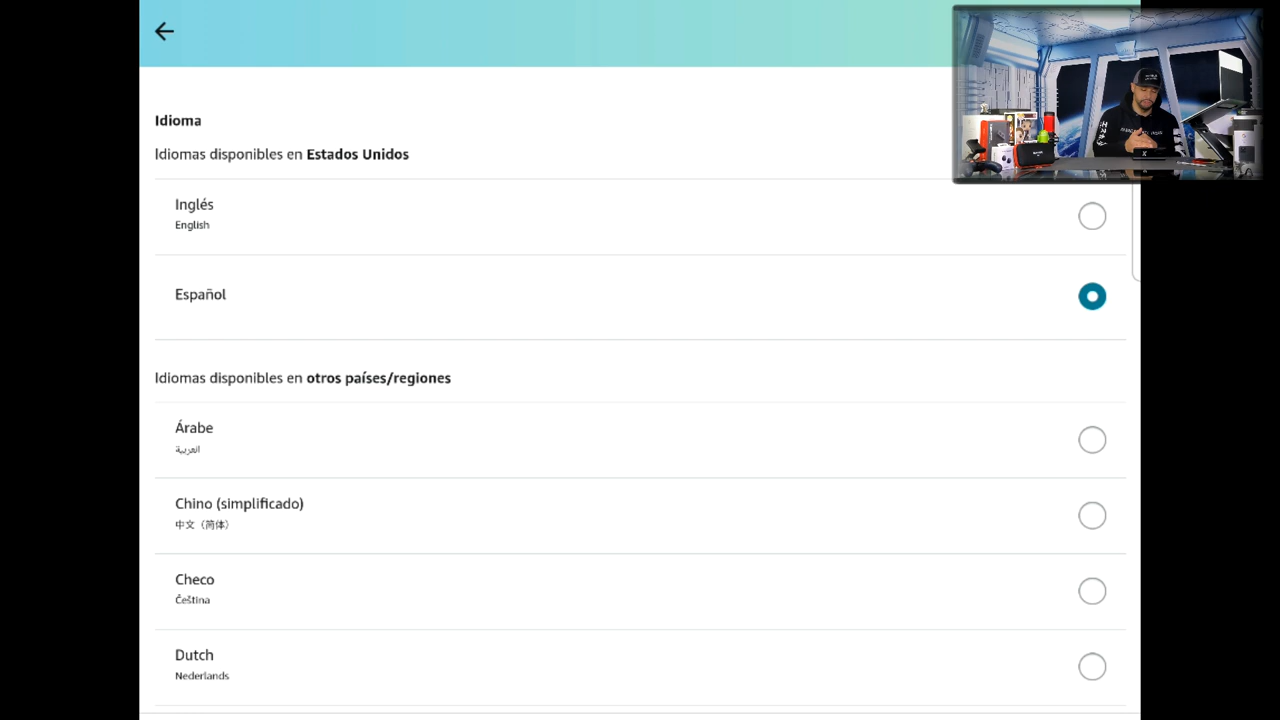 Idioma
Idiomas disponibles en Estados Unidos
Inglés
English
Español
Idiomas disponibles en otros países/regiones
Árabe
العربية
Chino (simplificado)
中文（简体）
Checo
Čeština
Dutch
Nederlands